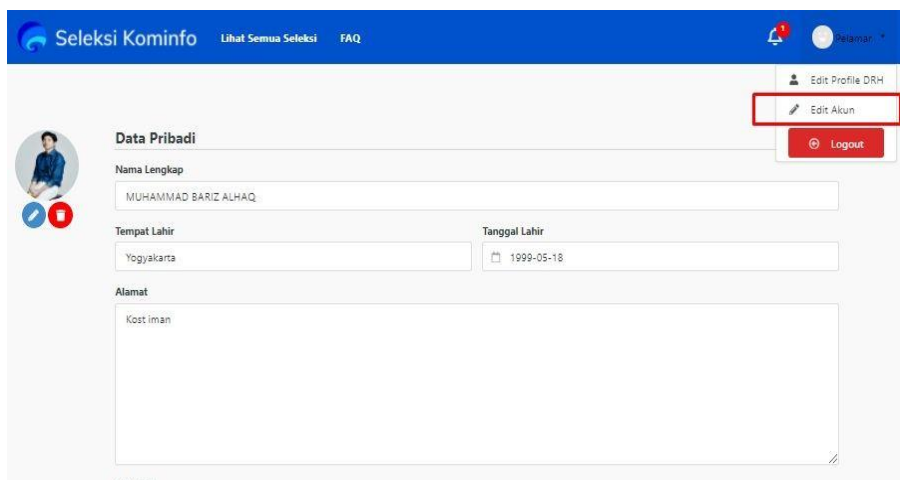 Seleksi Kominfo Lihat Semua Seleksi FAQ 1 Pelamar
Edit Profile DRH
Edit Akun
Logout
Data Pribadi
Nama Lengkap
MUHAMMAD BARIZ ALHAQ
Tempat Lahir Tanggal Lahir
Yogyakarta 1999-05-18
Alamat
Kost iman